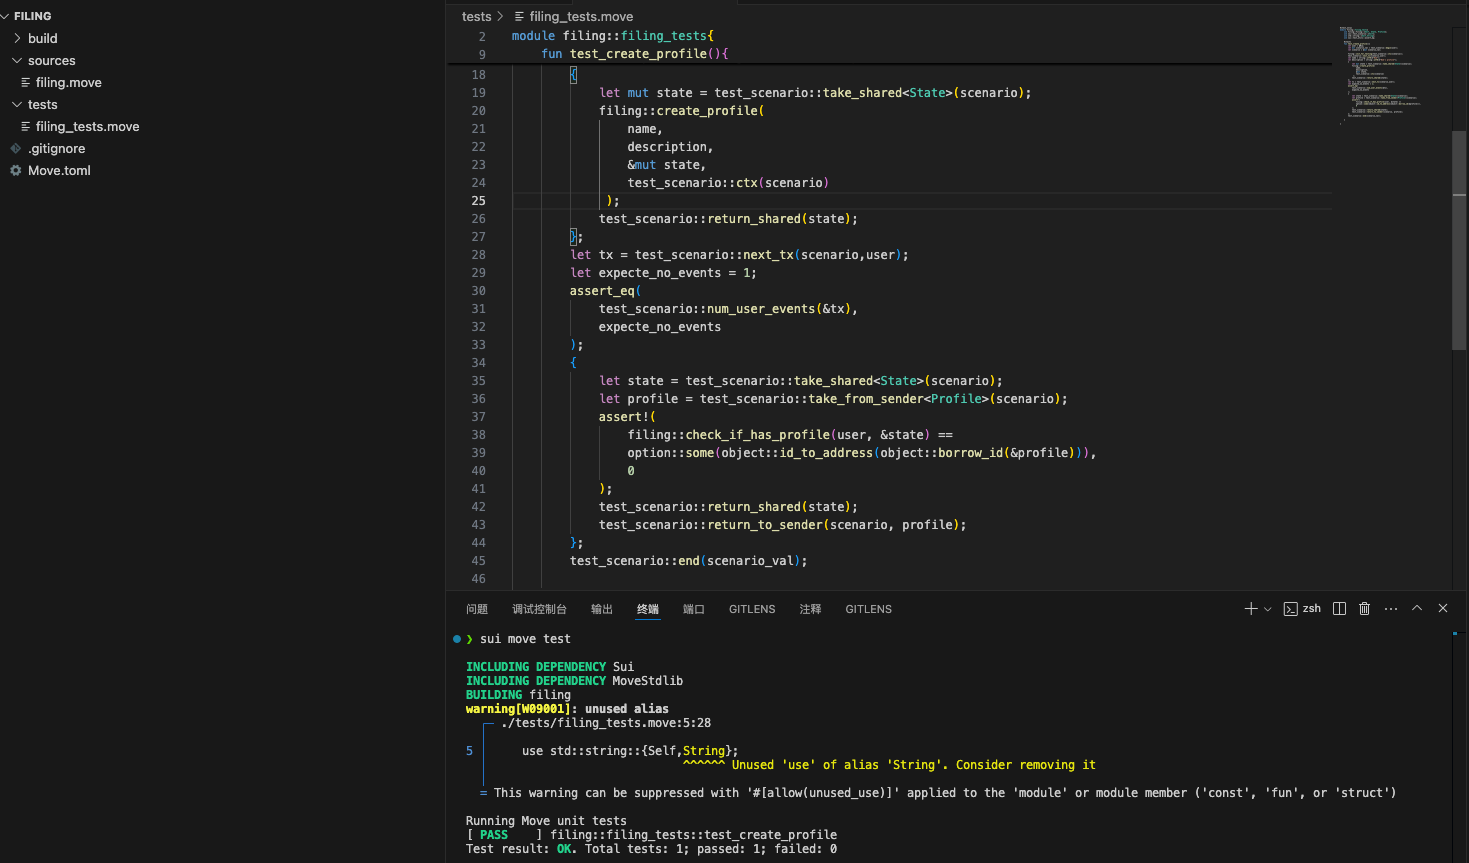 FILING
build
sources
filing.move
tests
filing_tests.move
.gitignore
Move.toml
tests > filing_tests.move
2 module filing::filing_tests{
9 fun test_create_profile(){
18 {
19 let mut state = test_scenario::take_shared<State>(scenario);
20 filing::create_profile(
21 name,
22 description,
23 &mut state,
24 test_scenario::ctx(scenario)
25 );
26 test_scenario::return_shared(state);
27 };
28 let tx = test_scenario::next_tx(scenario,user);
29 let expecte_no_events = 1;
30 assert_eq(
31 test_scenario::num_user_events(&tx),
32 expecte_no_events
33 );
34 {
35 let state = test_scenario::take_shared<State>(scenario);
36 let profile = test_scenario::take_from_sender<Profile>(scenario);
37 assert!(
38 filing::check_if_has_profile(user, &state) ==
39 option::some(object::id_to_address(object::borrow_id(&profile))),
40 0
41 );
42 test_scenario::return_shared(state);
43 test_scenario::return_to_sender(scenario, profile);
44 };
45 test_scenario::end(scenario_val);
46
问题 调试控制台 输出 终端 端口 GITLENS 注释 GITLENS zsh
❯ sui move test
INCLUDING DEPENDENCY Sui
INCLUDING DEPENDENCY MoveStdlib
BUILDING filing
warning[W09001]: unused alias
./tests/filing_tests.move:5:28
5 use std::string::{Self,String};
^^^^^^ Unused 'use' of alias 'String'. Consider removing it
= This warning can be suppressed with '#[allow(unused_use)]' applied to the 'module' or module member ('const', 'fun', or 'struct')
Running Move unit tests
[ PASS    ] filing::filing_tests::test_create_profile
Test result: OK. Total tests: 1; passed: 1; failed: 0